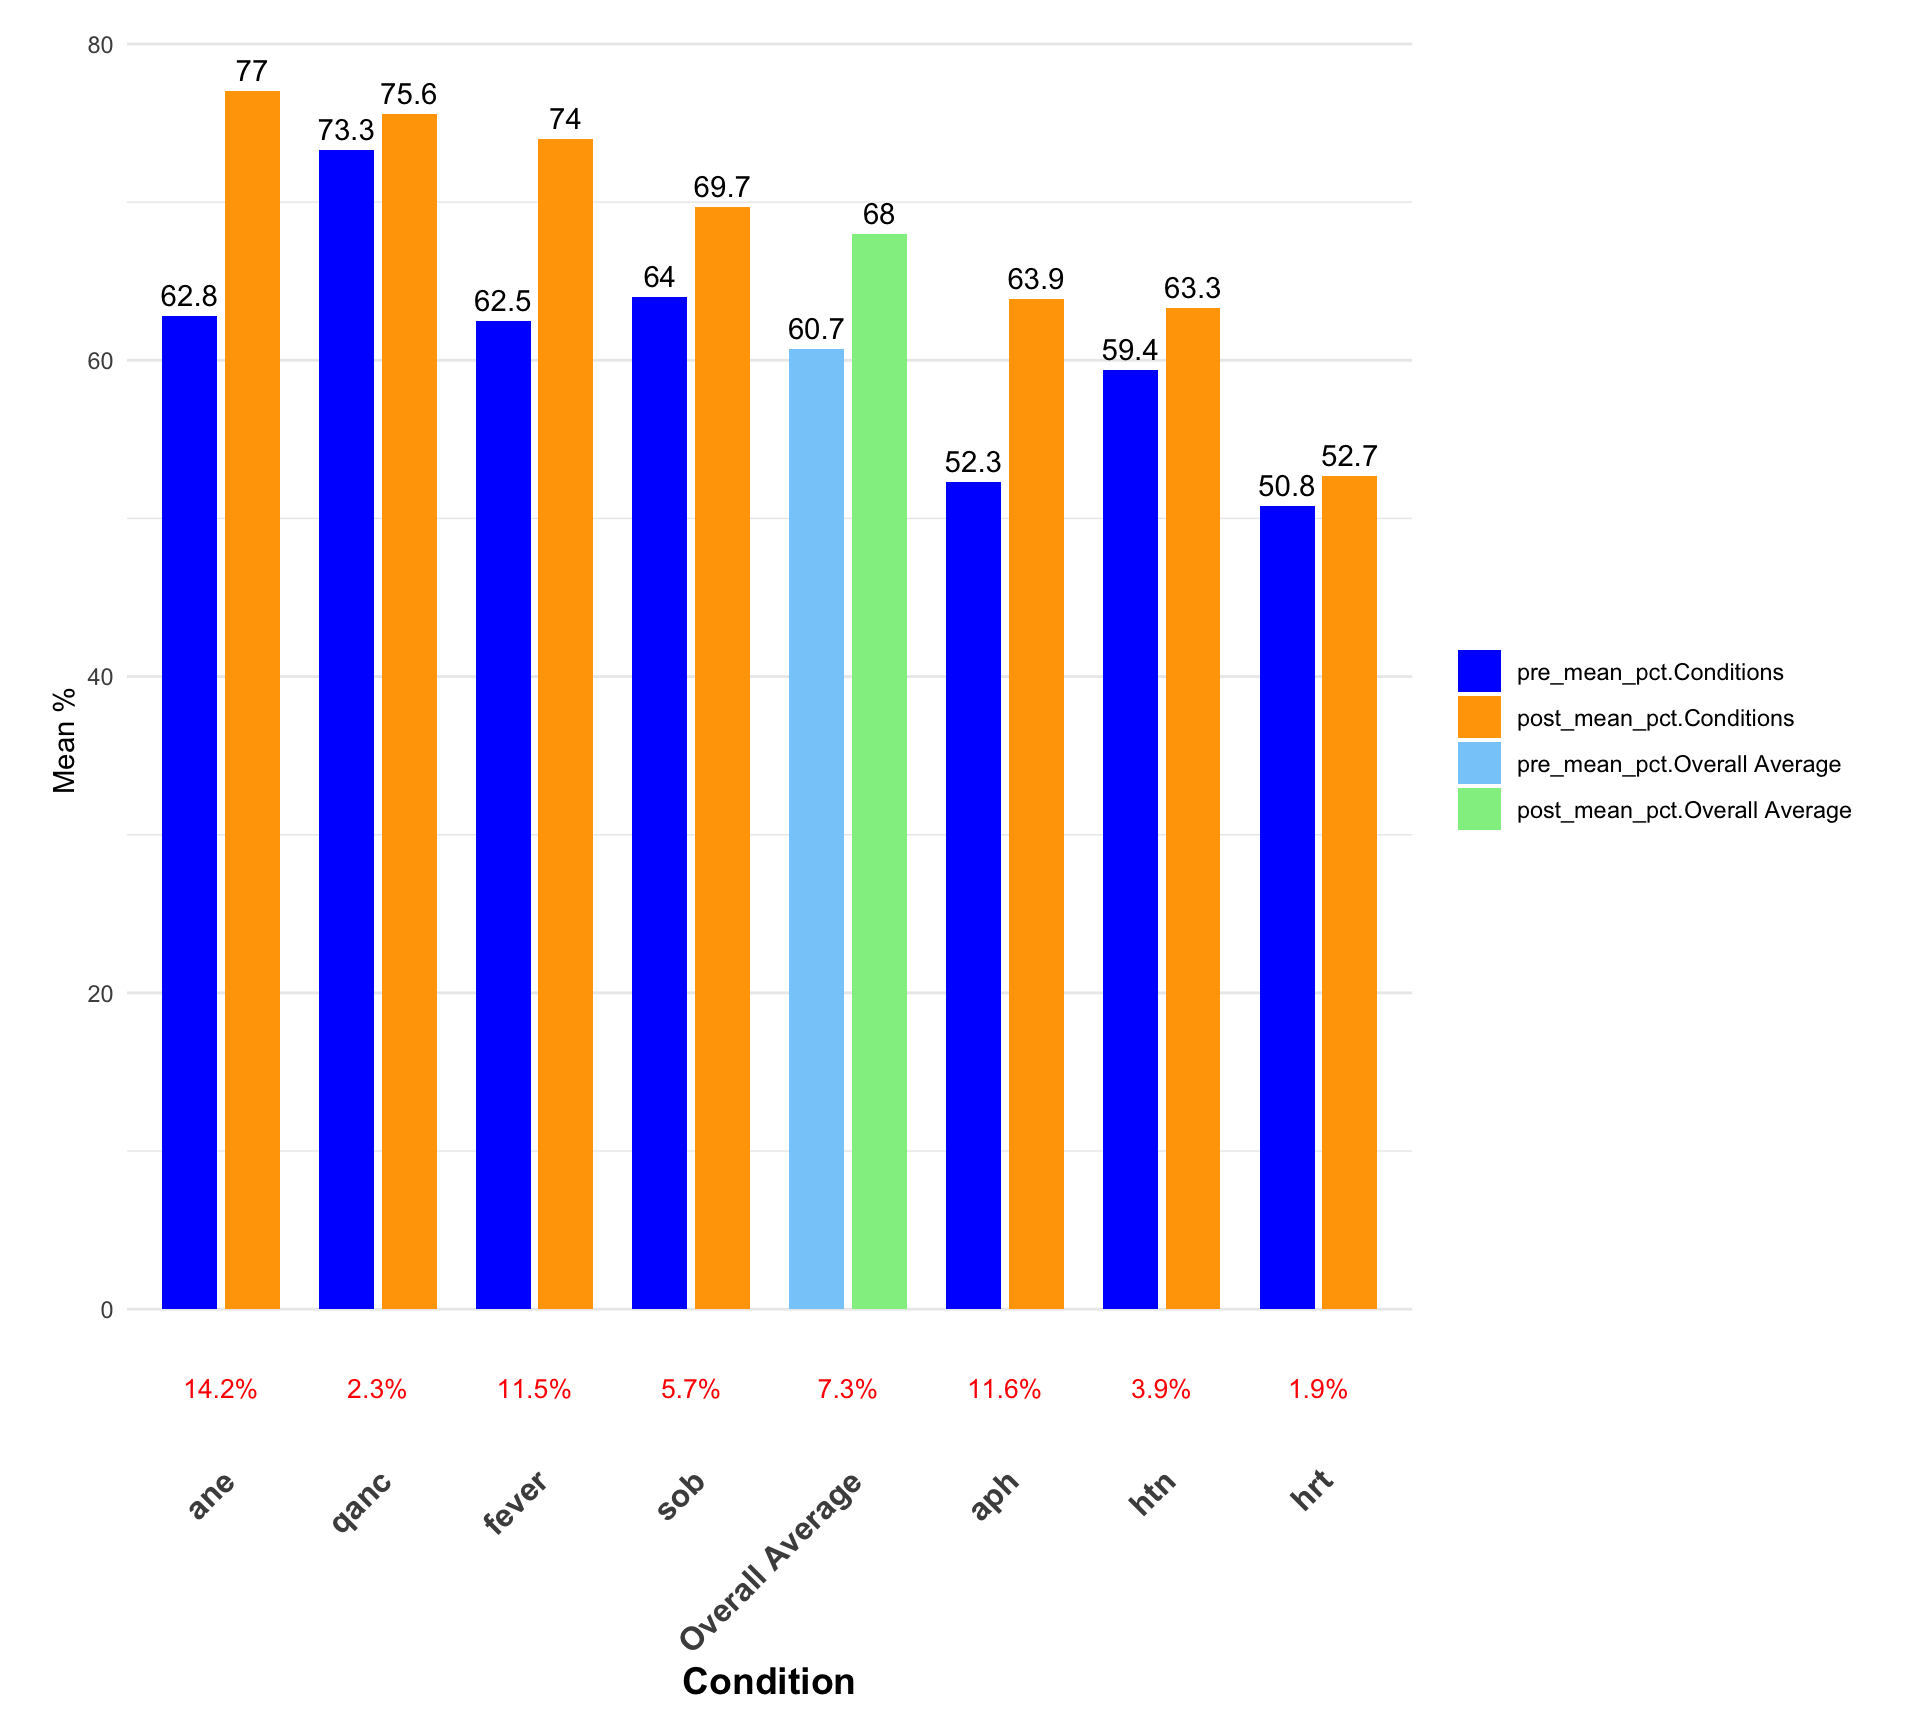 80
77
75.6
73.3
74
69.7
68
62.8
62.5
64
60.7
63.9
63.3
60
59.4
52.3
50.8
52.7
pre_mean_pct.Conditions
post_mean_pct.Conditions
pre_mean_pct.Overall Average
post_mean_pct.Overall Average
Mean %
40
20
0
14.2% 2.3% 11.5% 5.7% 7.3% 11.6% 3.9% 1.9%
ane
qanc
fever
sob
Overall Average
aph
htn
hrt
Condition